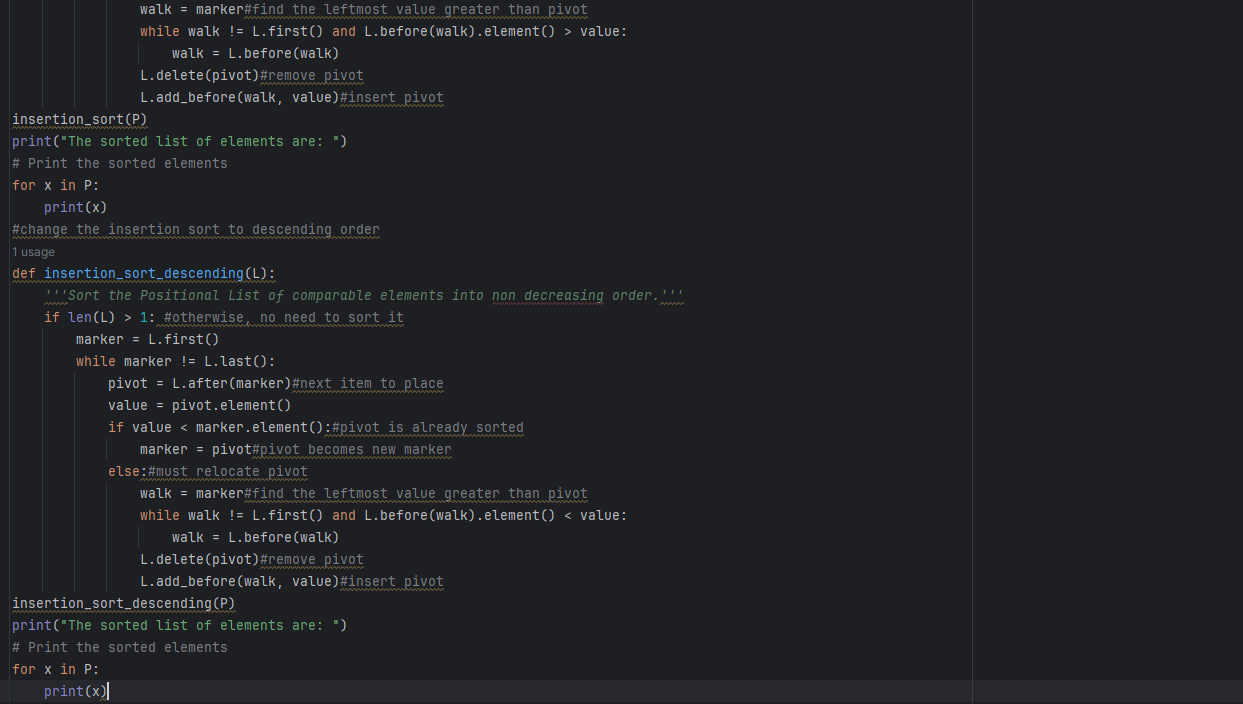 walk = marker#find the leftmost value greater than pivot
                while walk != L.first() and L.before(walk).element() > value:
                    walk = L.before(walk)
                L.delete(pivot)#remove pivot
                L.add_before(walk, value)#insert pivot
insertion_sort(P)
print("The sorted list of elements are: ")
# Print the sorted elements
for x in P:
    print(x)
#change the insertion sort to descending order
1 usage
def insertion_sort_descending(L):
    '''Sort the Positional List of comparable elements into non decreasing order.'''
    if len(L) > 1: #otherwise, no need to sort it
        marker = L.first()
        while marker != L.last():
            pivot = L.after(marker)#next item to place
            value = pivot.element()
            if value < marker.element():#pivot is already sorted
                marker = pivot#pivot becomes new marker
            else:#must relocate pivot
                walk = marker#find the leftmost value greater than pivot
                while walk != L.first() and L.before(walk).element() < value:
                    walk = L.before(walk)
                L.delete(pivot)#remove pivot
                L.add_before(walk, value)#insert pivot
insertion_sort_descending(P)
print("The sorted list of elements are: ")
# Print the sorted elements
for x in P:
    print(x)